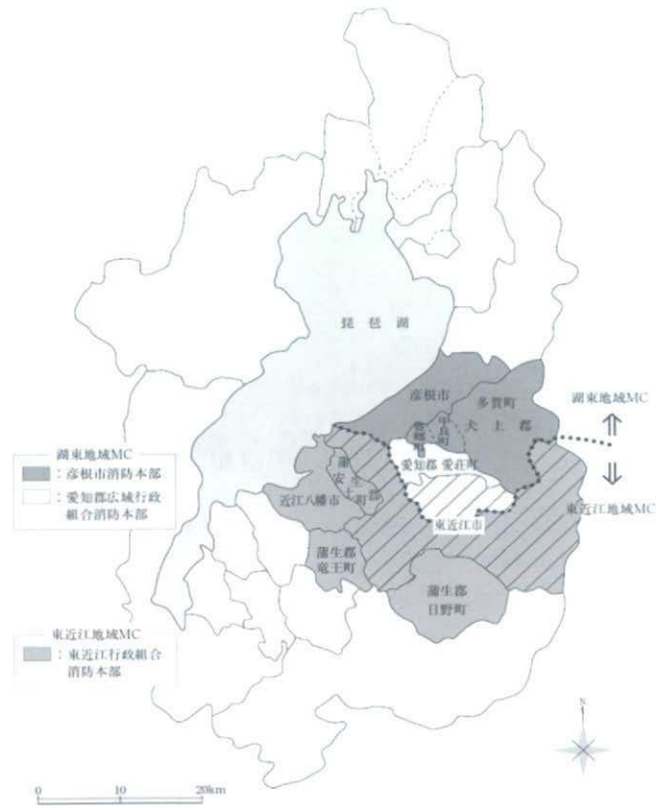 琵琶湖
彦根市
多賀町
犬上郡
甲良町
湖東地域MC
愛知郡 愛荘町
蒲生郡
安土町
近江八幡市
東近江市
東近江地域MC
蒲生郡
竜王町
蒲生郡
日野町
湖東地域MC
:彦根市消防本部
:愛知郡広域行政
組合消防本部
東近江地域MC
:東近江行政組合
消防本部
N
0 10 20km